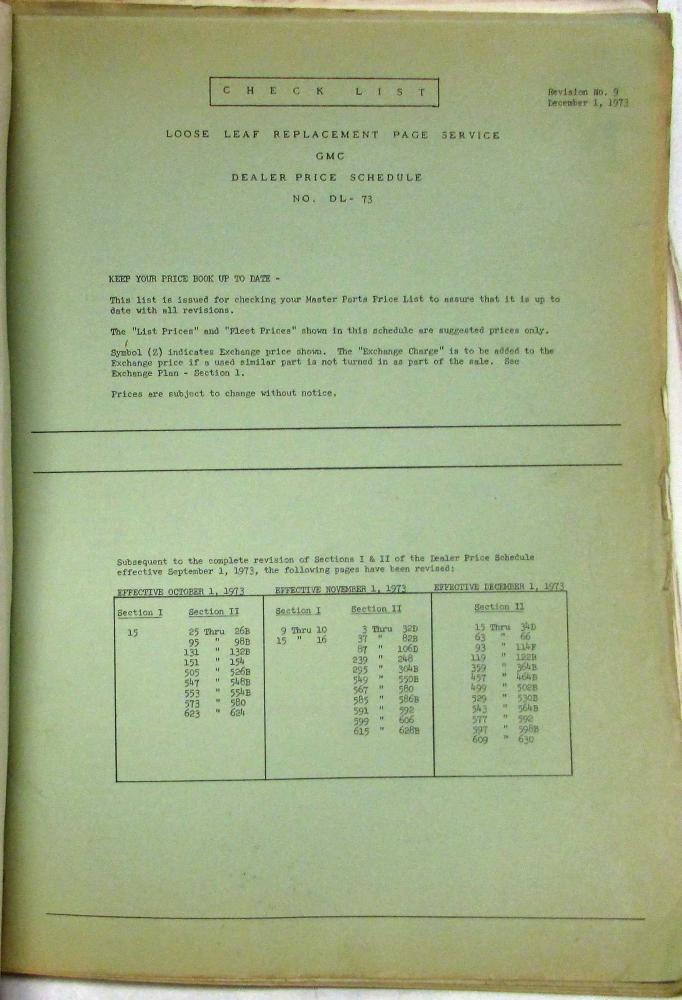 CHECK LIST
Revision No. 9
December 1, 1973
LOOSE LEAF REPLACEMENT PAGE SERVICE
GMC
DEALER PRICE SCHEDULE
NO. DL- 73
KEEP YOUR PRICE BOOK UP TO DATE -
This list is issued for checking your Master Parts Price List to assure that it is up to
date with all revisions.
The "List Prices" and "Fleet Prices" shown in this schedule are suggested prices only.
Symbol (Z) indicates Exchange price shown. The "Exchange Charge" is to be added to the
Exchange price if a used similar part is not turned in as part of the sale. See
Exchange Plan - Section 1.
Prices are subject to change without notice.
Subsequent to the complete revision of Sections I & II of the Dealer Price Schedule
effective September 1, 1973, the following pages have been revised:
EFFECTIVE OCTOBER 1, 1973
Section I Section II
15 25 Thru 26B
95 " 98B
131 " 132B
151 " 154
505 " 526B
547 " 548B
553 " 554B
573 " 580
623 " 624
EFFECTIVE NOVEMBER 1, 1973
Section I Section II
9 Thru 10 3 Thru 32D
15 " 16 37 " 82B
87 " 106D
239 " 248
295 " 304B
549 " 550B
567 " 580
585 " 586B
591 " 592
599 " 606
615 " 628B
EFFECTIVE DECEMBER 1, 1973
Section II
15 Thru 34D
63 " 66
93 " 114F
119 " 122B
359 " 364B
457 " 464B
499 " 502B
529 " 530B
543 " 564B
577 " 592
597 " 598B
609 " 630